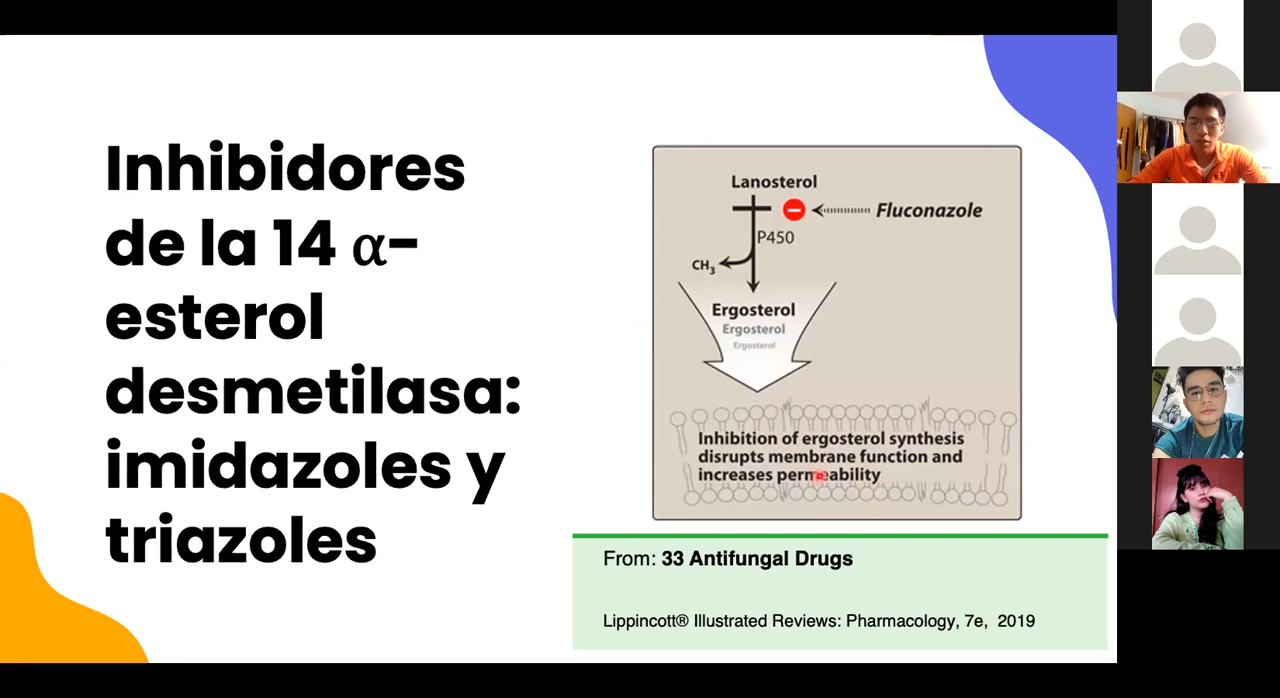 Inhibidores
de la 14 α-
esterol
desmetilasa:
imidazoles y
triazoles
Lanosterol
Fluconazole
P450
CH₃
Ergosterol
Ergosterol
Ergosterol
Inhibition of ergosterol synthesis
disrupts membrane function and
increases permeability
From: 33 Antifungal Drugs
Lippincott® Illustrated Reviews: Pharmacology, 7e, 2019